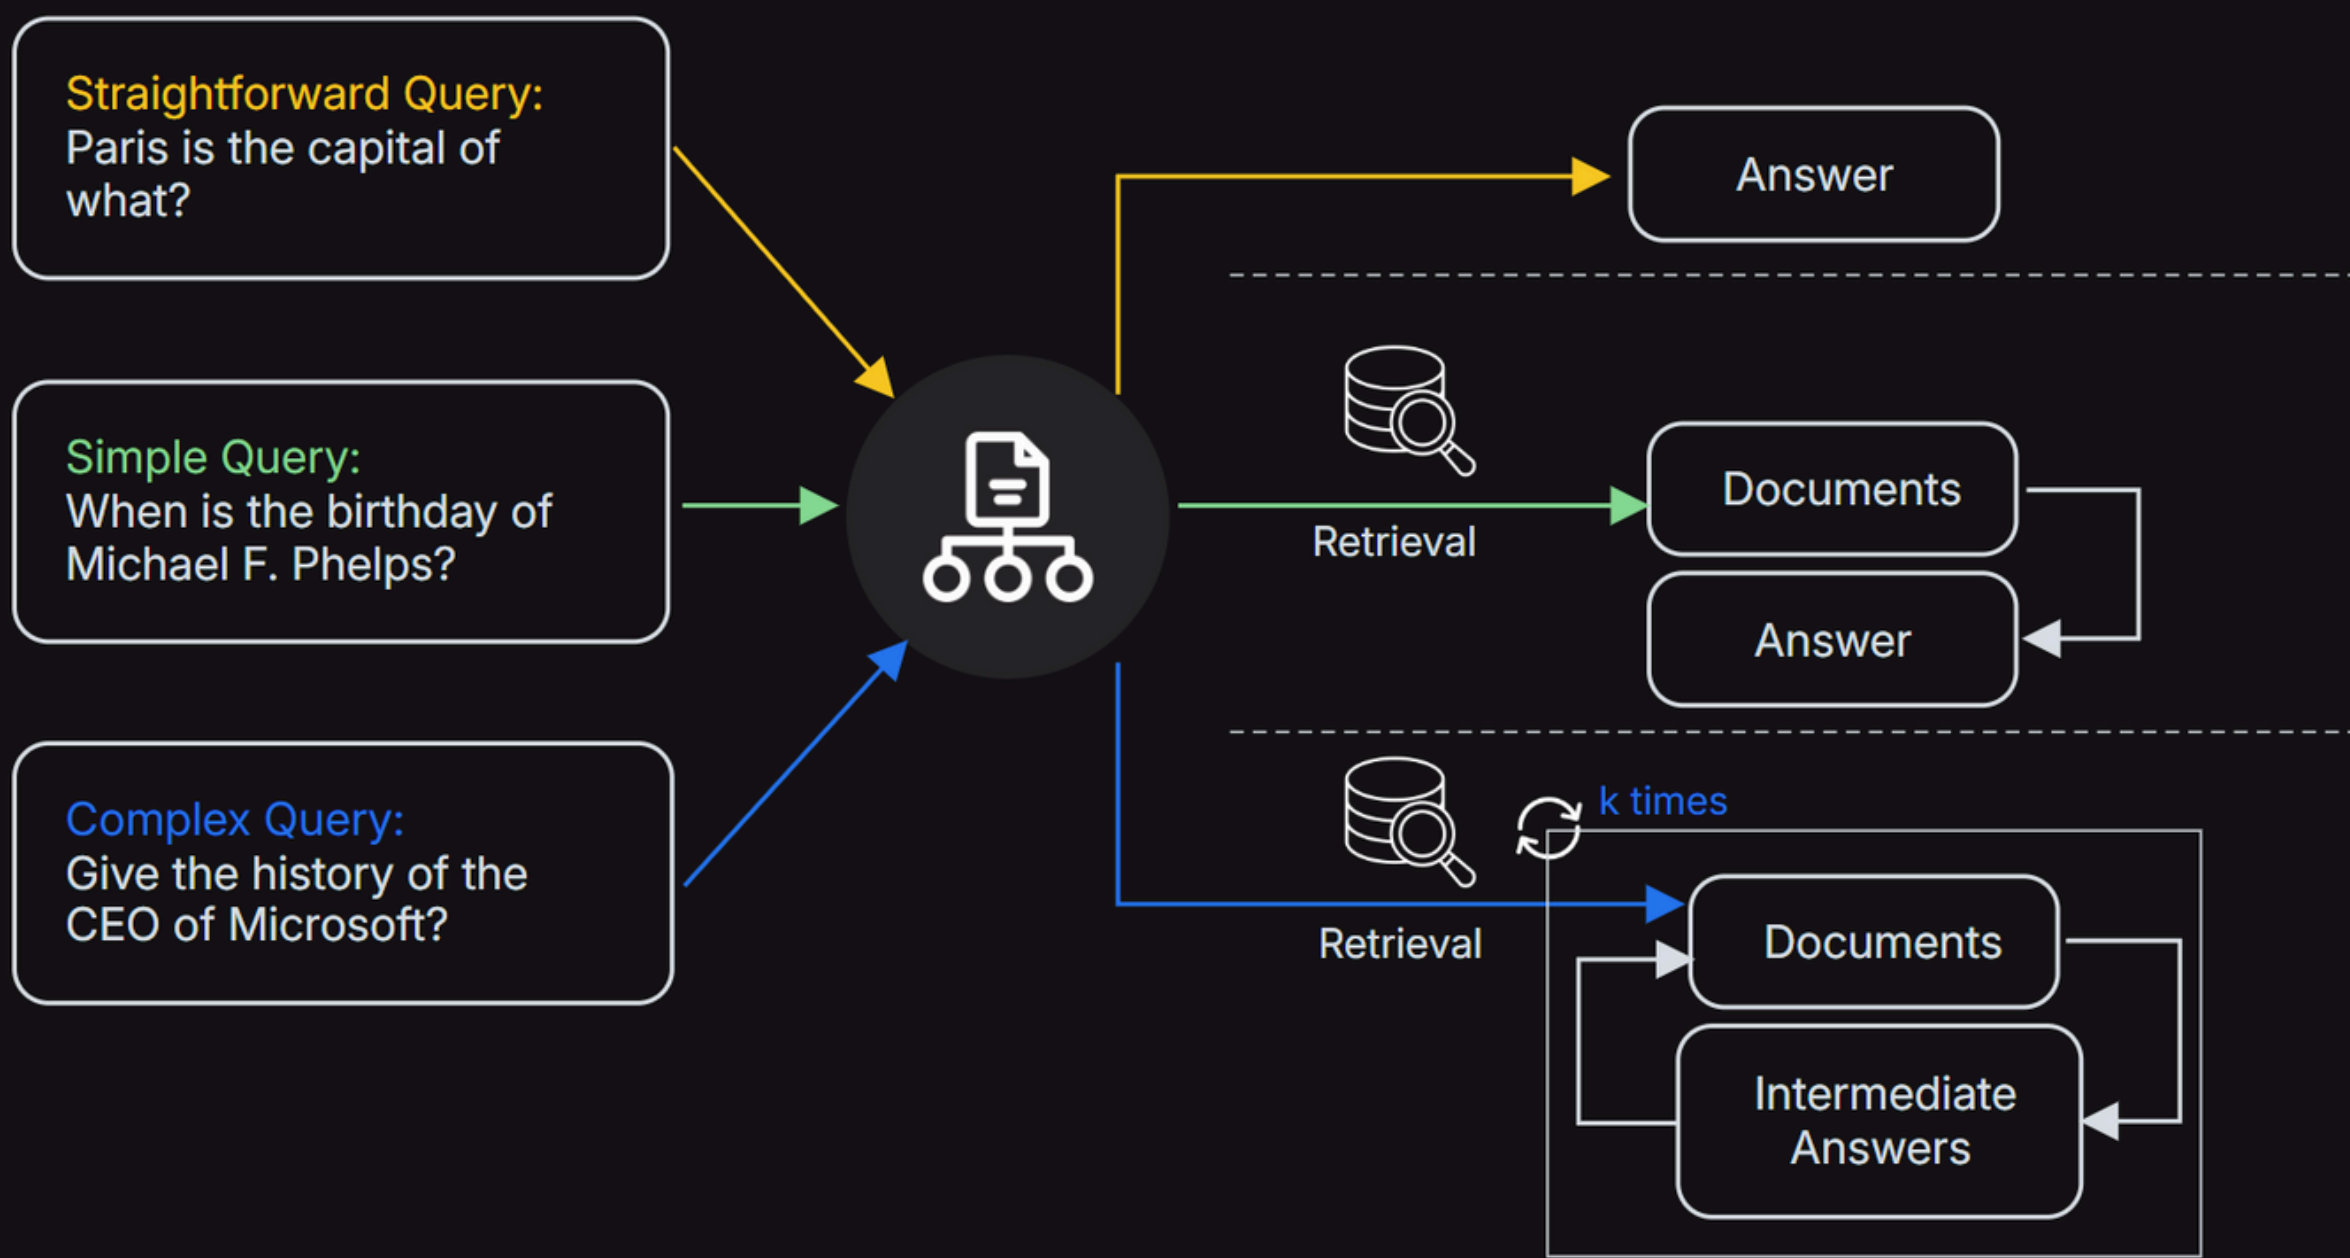 Straightforward Query:
Paris is the capital of
what?
Answer
Simple Query:
When is the birthday of
Michael F. Phelps?
Retrieval
Documents
Answer
Complex Query:
Give the history of the
CEO of Microsoft?
k times
Retrieval
Documents
Intermediate
Answers